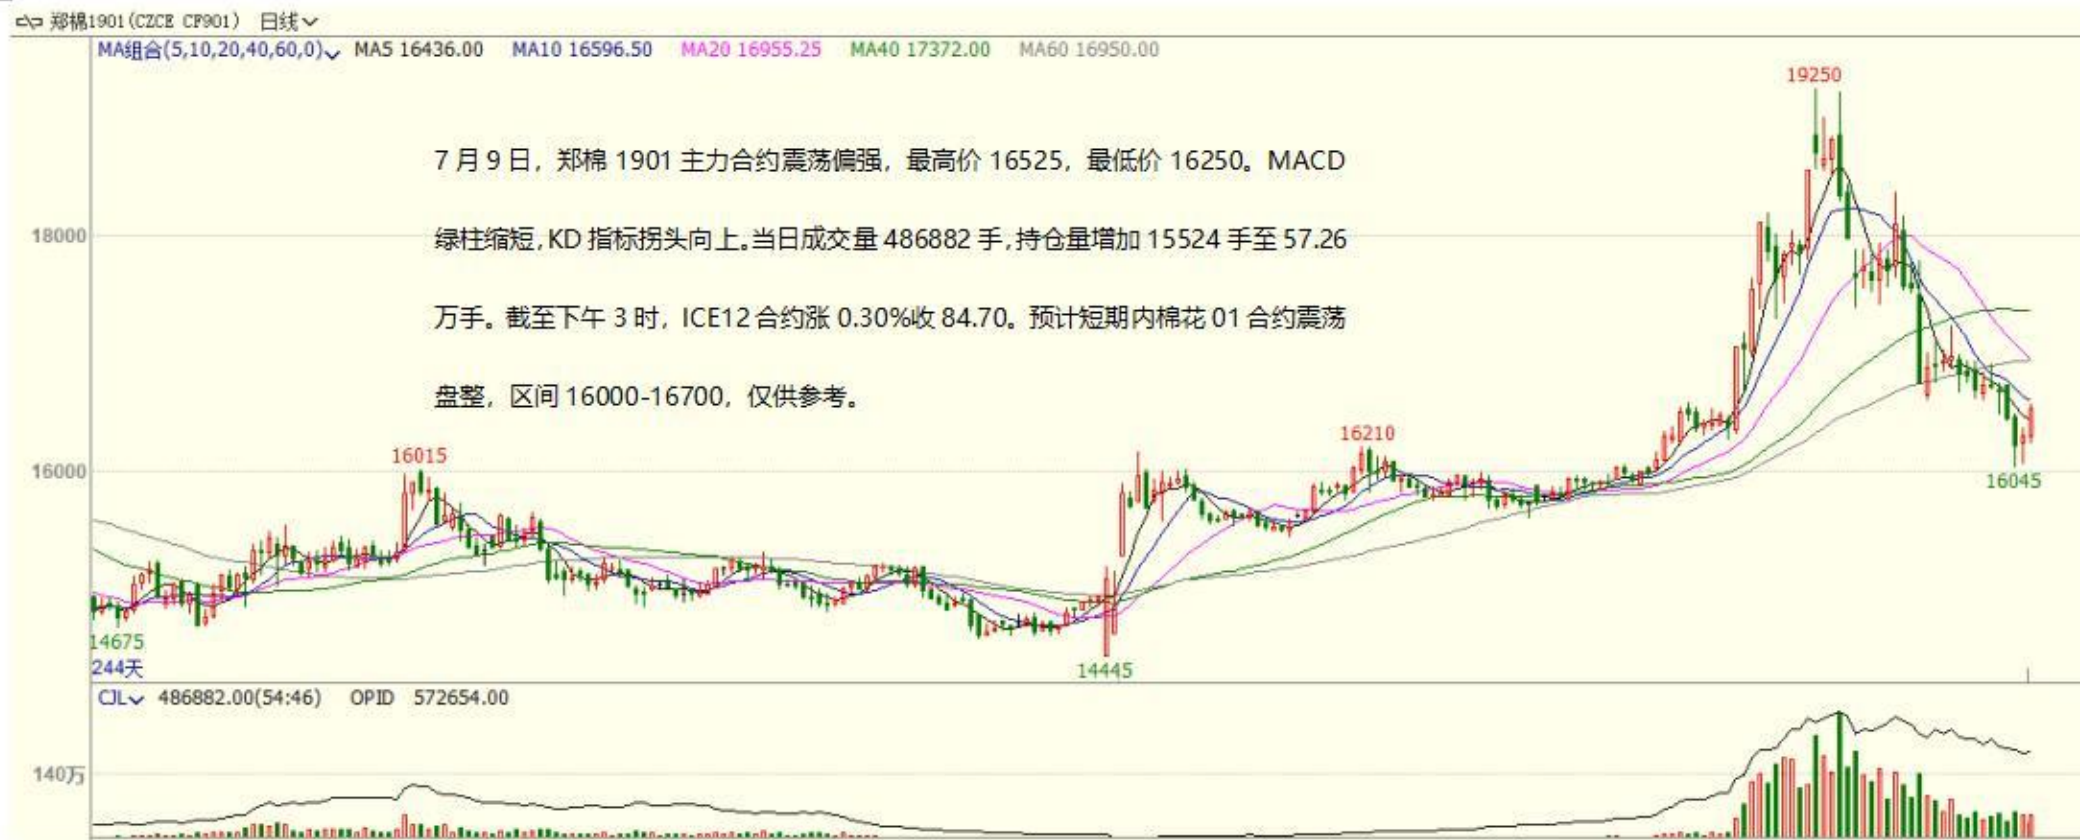 郑棉1901(CZCE CF901) 日线
MA组合(5,10,20,40,60,0) MA5 16436.00 MA10 16596.50 MA20 16955.25 MA40 17372.00 MA60 16950.00
19250
7月9日，郑棉1901主力合约震荡偏强，最高价16525，最低价16250。MACD
18000
绿柱缩短,KD指标拐头向上。当日成交量486882手,持仓量增加15524手至57.26
万手。截至下午3时，ICE12合约涨0.30%收84.70。预计短期内棉花01合约震荡
盘整，区间16000-16700，仅供参考。
16210
16015
16000
16045
14675
244天
14445
CJL 486882.00(54:46) OPID 572654.00
140万